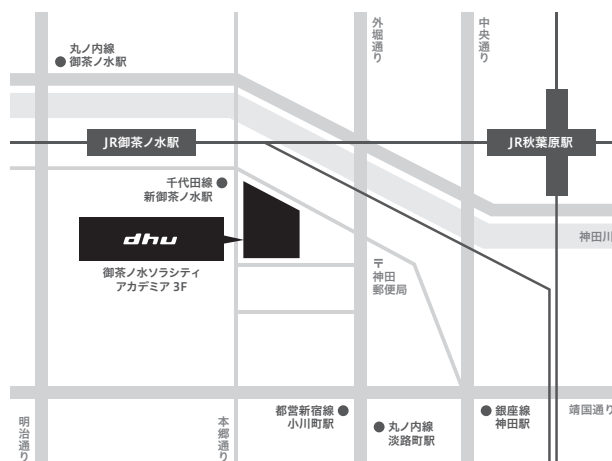 外堀通り
中央通り
丸ノ内線
御茶ノ水駅
JR御茶ノ水駅
JR秋葉原駅
千代田線
新御茶ノ水駅
dhu
神田川
御茶ノ水ソラシティ
アカデミア 3F
〒
神田
郵便局
都営新宿線
小川町駅
丸ノ内線
淡路町駅
銀座線
神田駅
靖国通り
明治通り
本郷通り